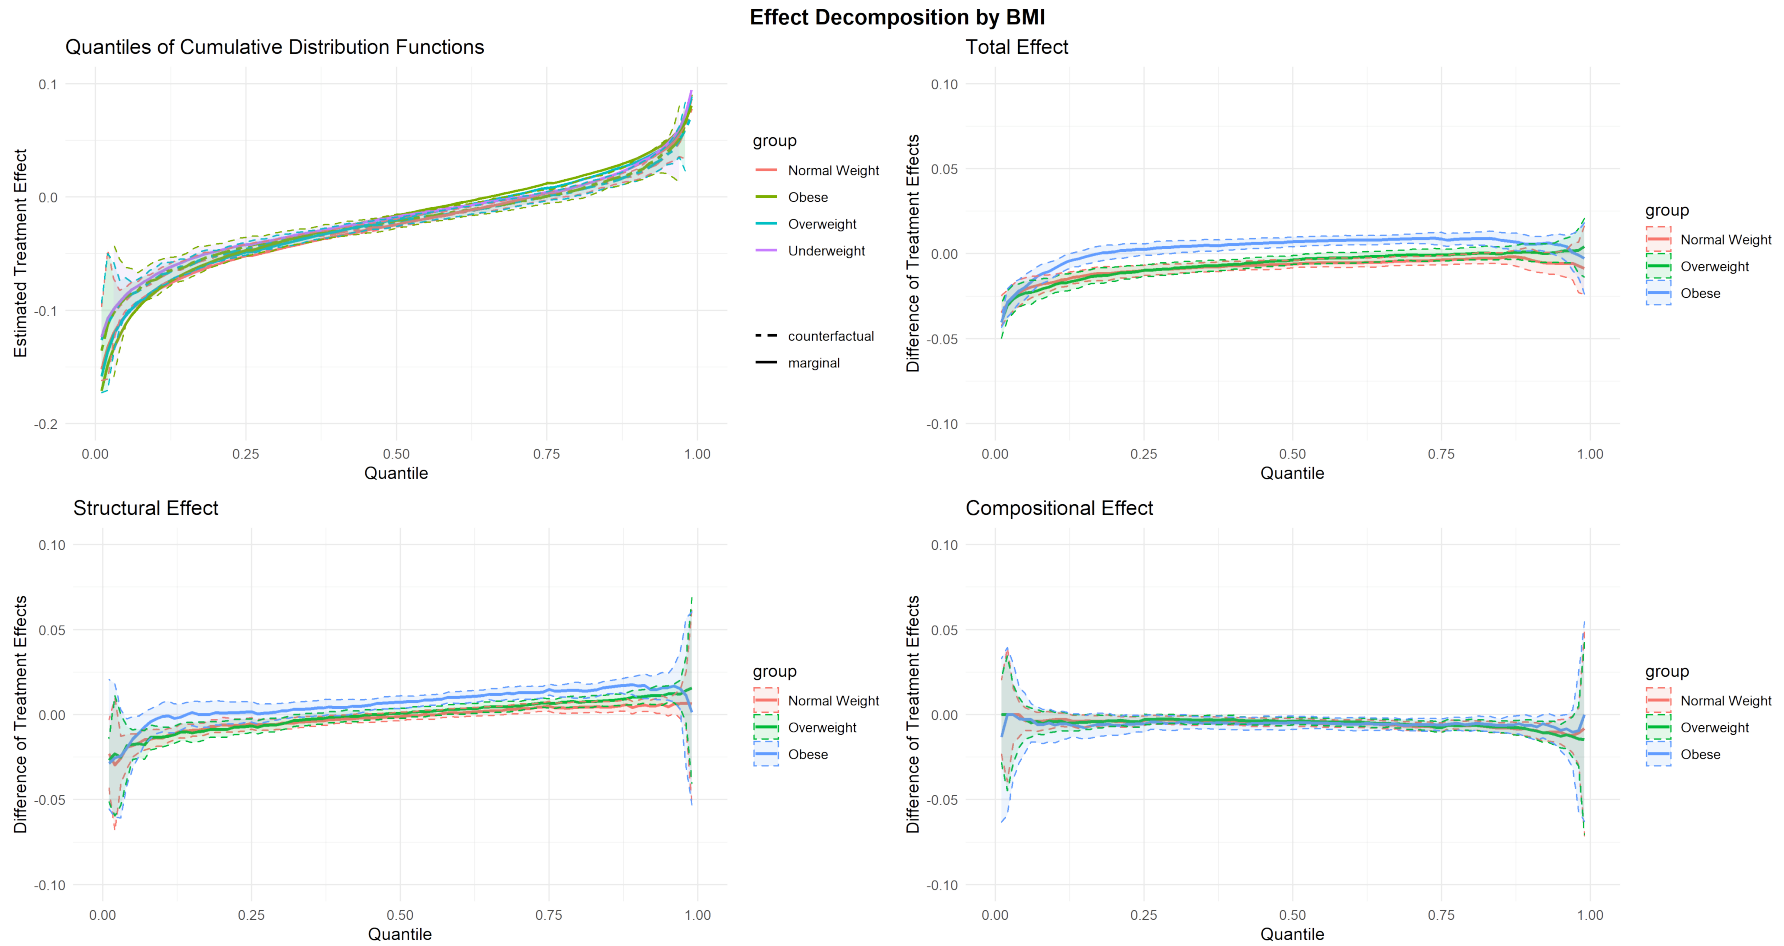 Effect Decomposition by BMI
Quantiles of Cumulative Distribution Functions
Estimated Treatment Effect
0.1
0.0
-0.1
-0.2
0.00 0.25 0.50 0.75 1.00
Quantile
group
Normal Weight
Obese
Overweight
Underweight
counterfactual
marginal
Total Effect
Difference of Treatment Effects
0.10
0.05
0.00
-0.05
-0.10
0.00 0.25 0.50 0.75 1.00
Quantile
group
Normal Weight
Overweight
Obese
Structural Effect
Difference of Treatment Effects
0.10
0.05
0.00
-0.05
-0.10
0.00 0.25 0.50 0.75 1.00
Quantile
group
Normal Weight
Overweight
Obese
Compositional Effect
Difference of Treatment Effects
0.10
0.05
0.00
-0.05
-0.10
0.00 0.25 0.50 0.75 1.00
Quantile
group
Normal Weight
Overweight
Obese